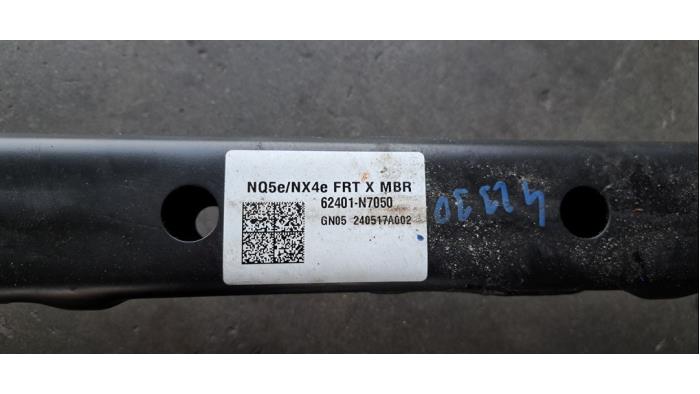 NQ5e/NX4e FRT X MBR
62401-N7050
GN05 240517A002